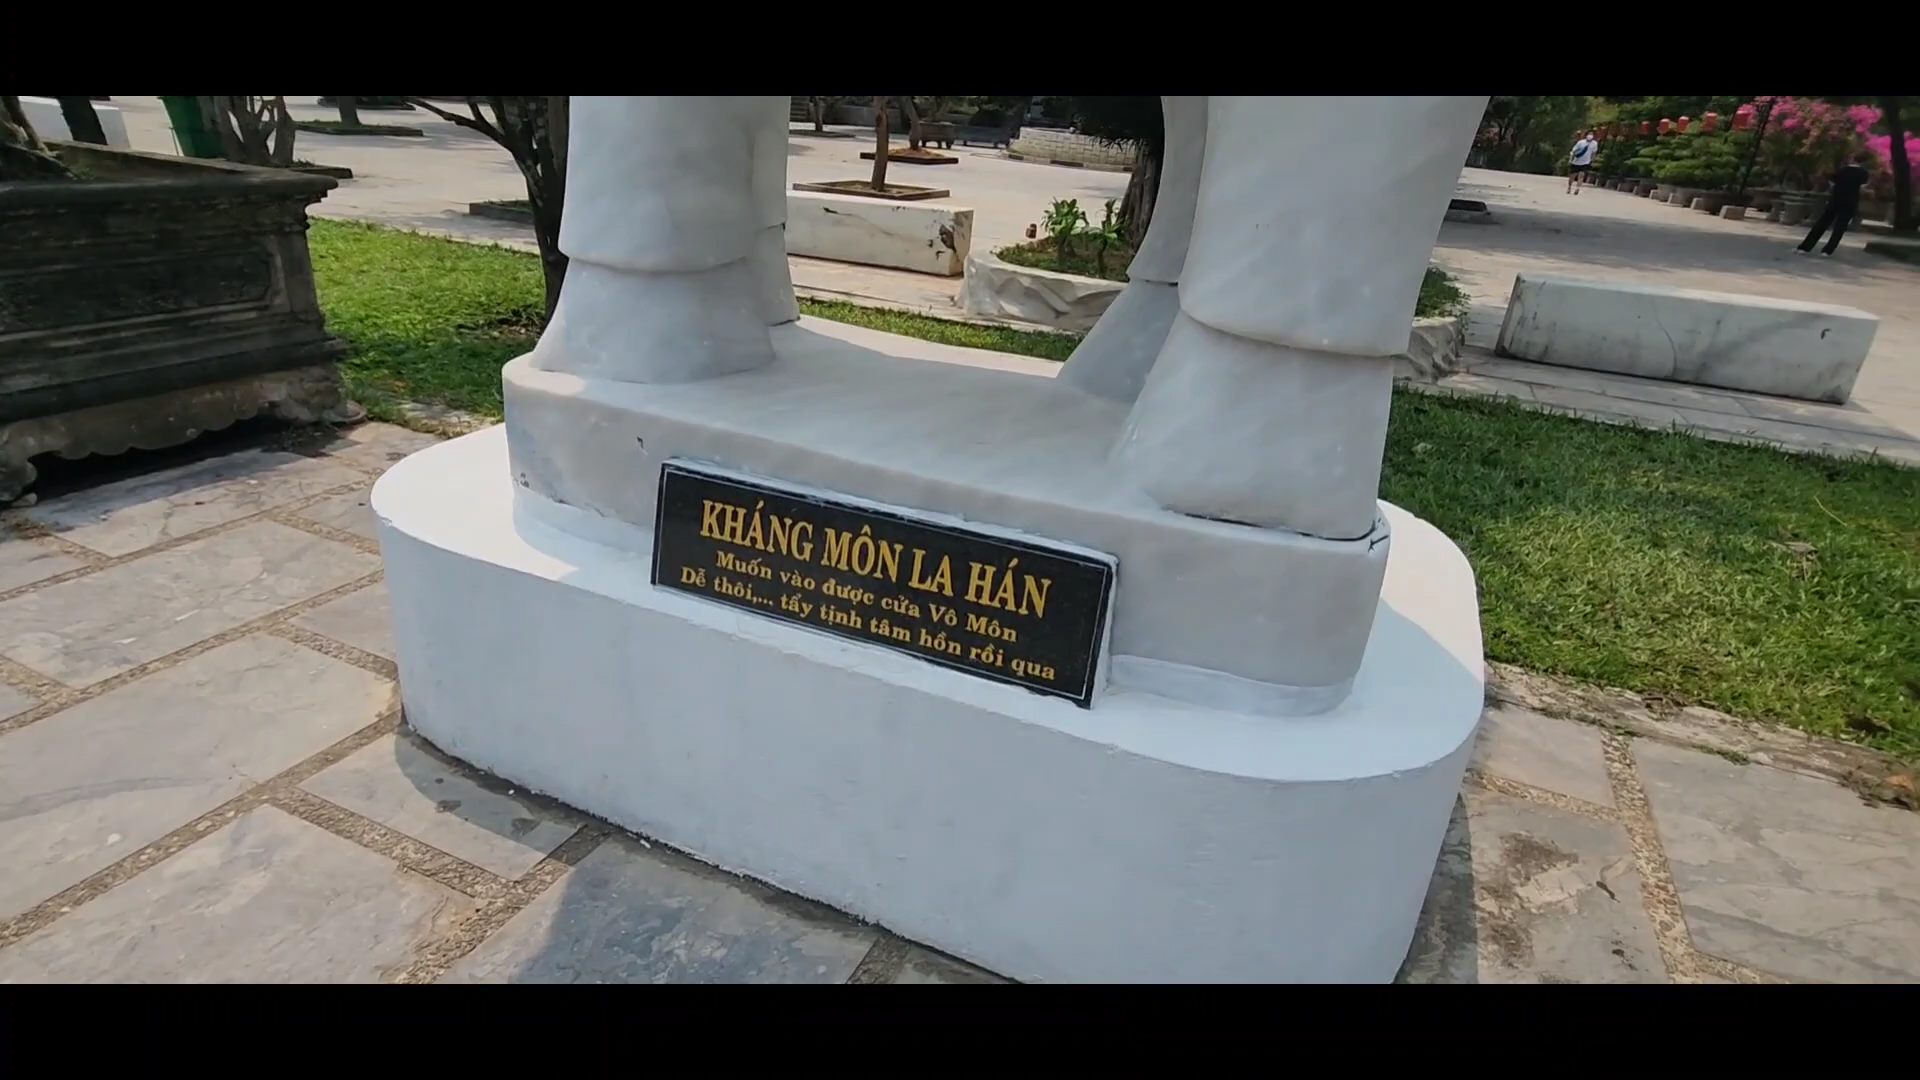 KHÁNG MÔN LA HÁN
Muốn vào được cửa Vô Môn
Dễ thôi,... tẩy tịnh tâm hồn rồi qua